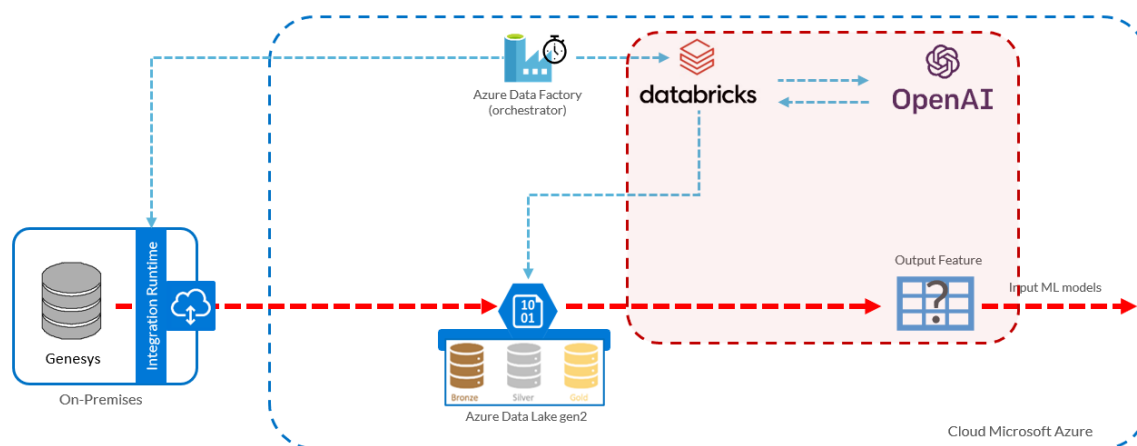 Azure Data Factory
(orchestrator)
databricks
OpenAI
Integration Runtime
Genesys
On-Premises
10
01
Bronze
Silver
Gold
Azure Data Lake gen2
Output Feature
?
Input ML models
Cloud Microsoft Azure